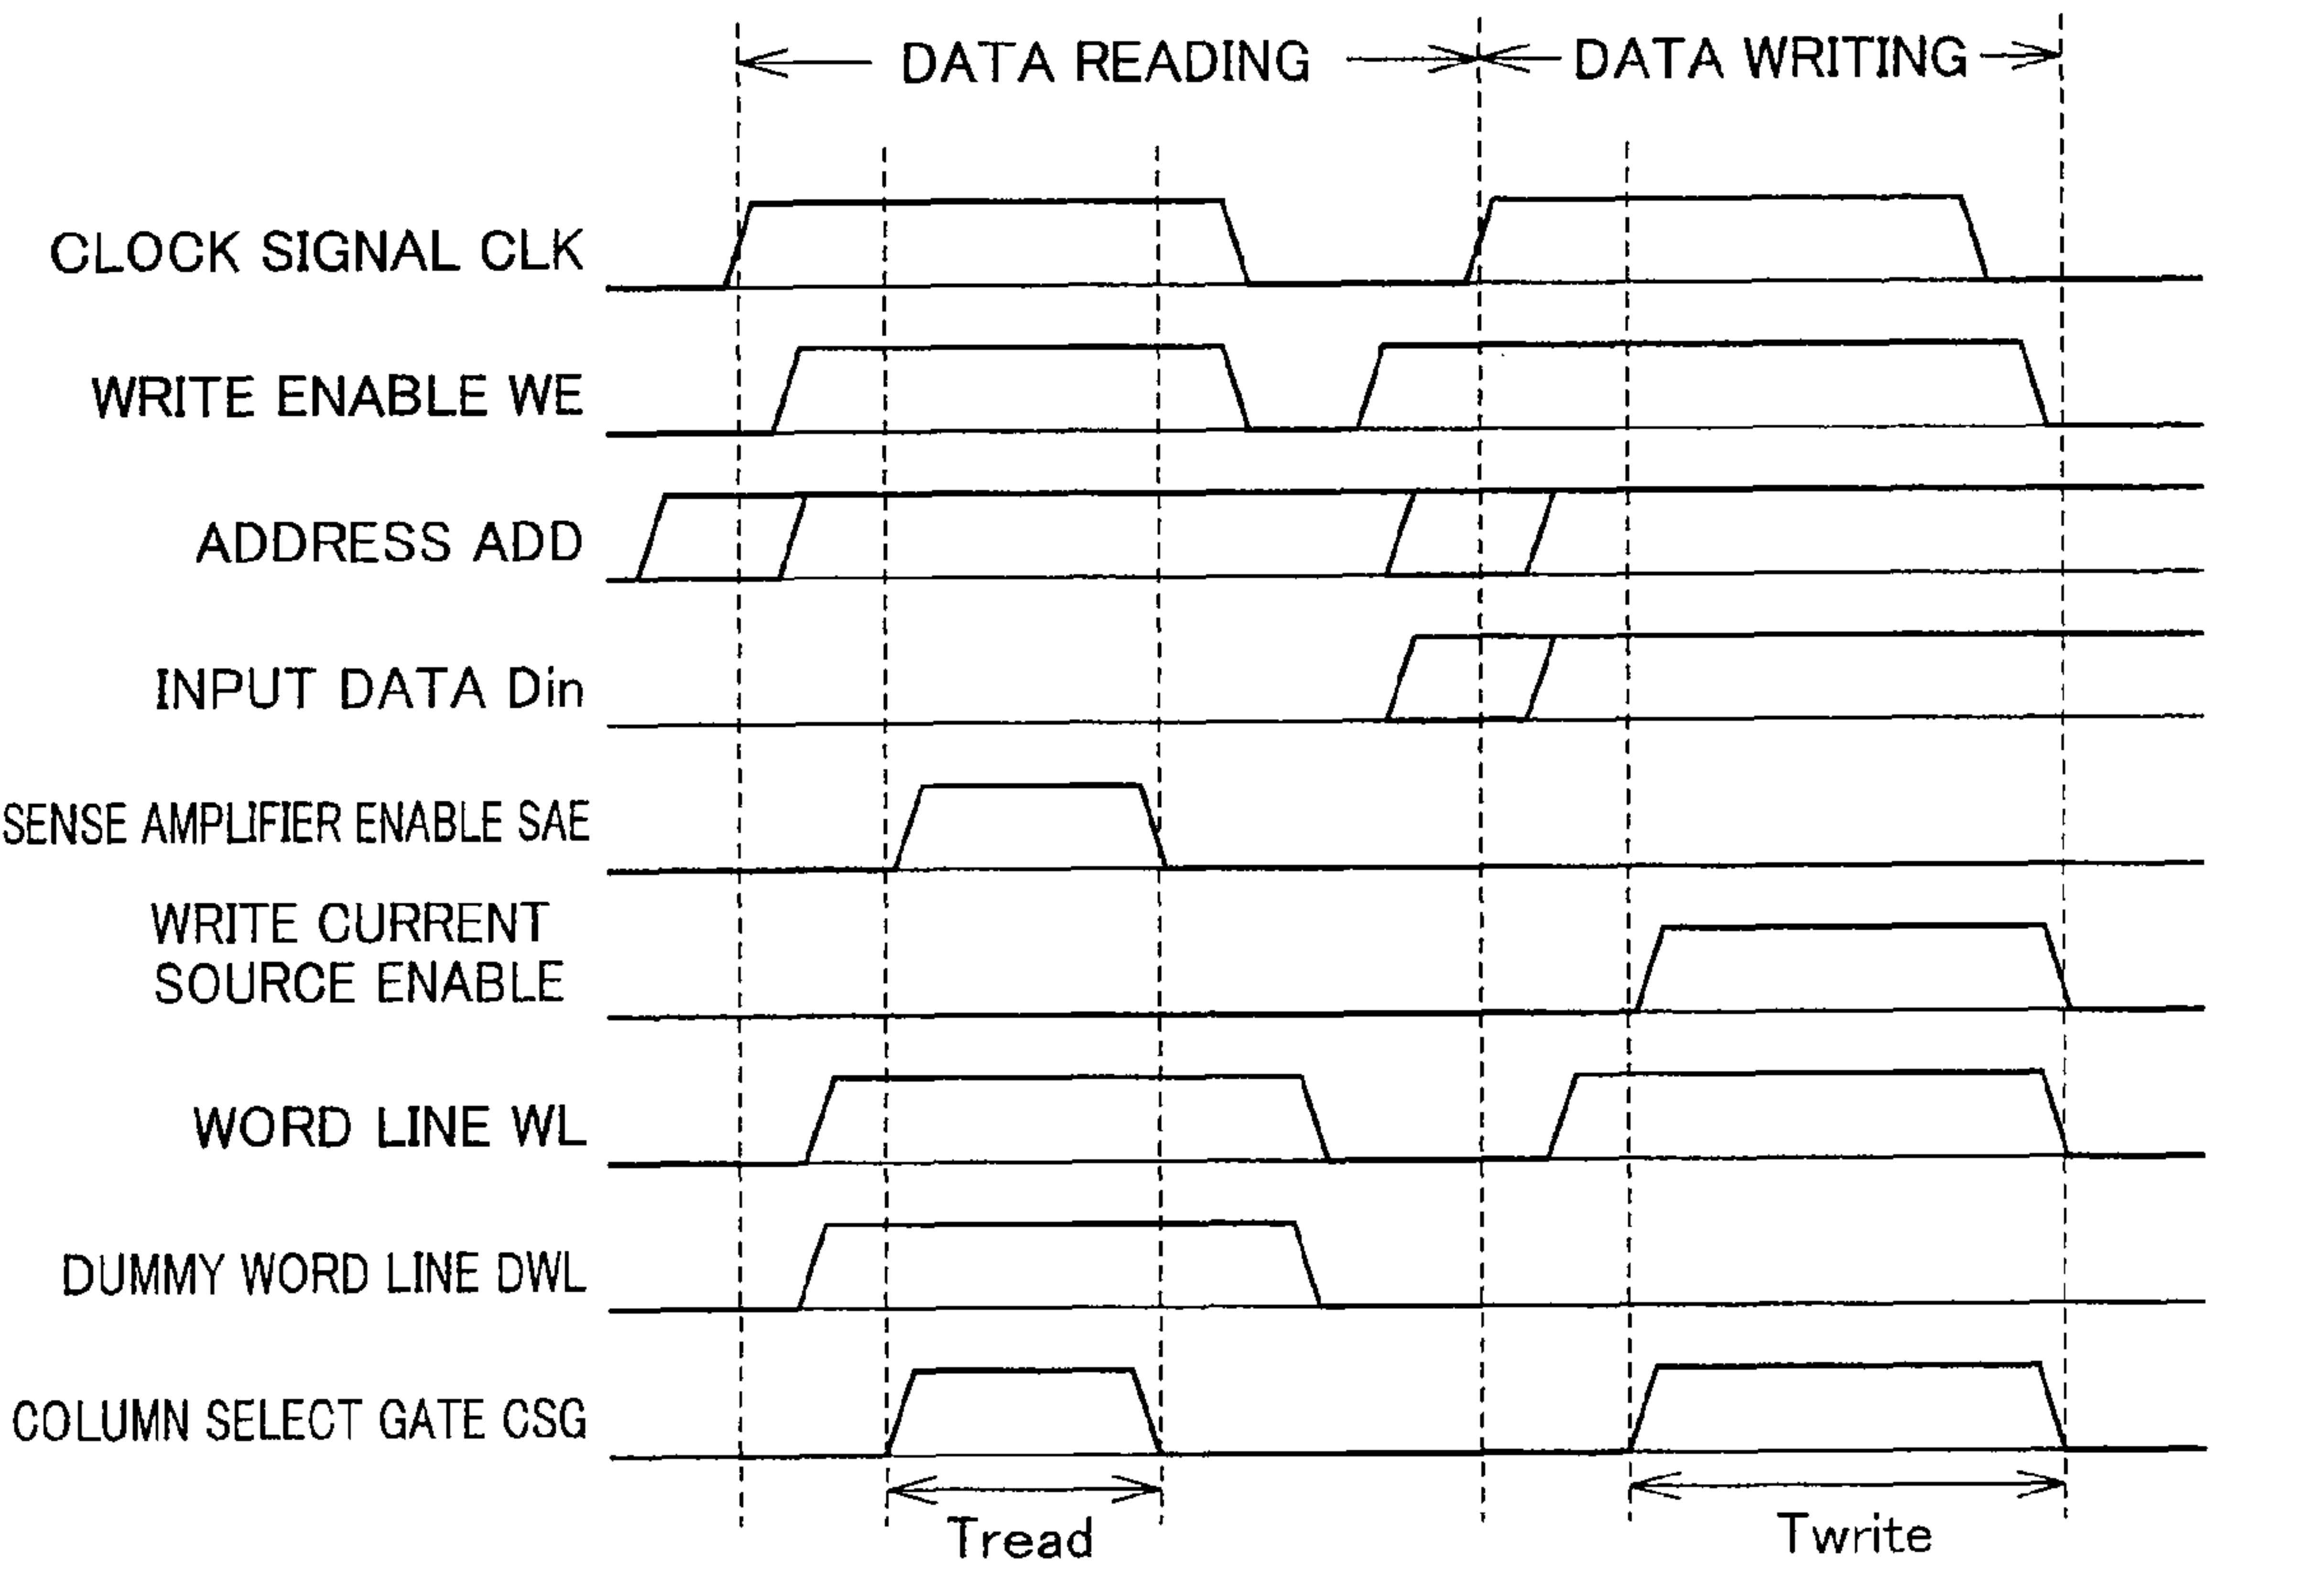 DATA READING
DATA WRITING
CLOCK SIGNAL CLK
WRITE ENABLE WE
ADDRESS ADD
INPUT DATA Din
SENSE AMPLIFIER ENABLE SAE
WRITE CURRENT
SOURCE ENABLE
WORD LINE WL
DUMMY WORD LINE DWL
COLUMN SELECT GATE CSG
Tread
Twrite